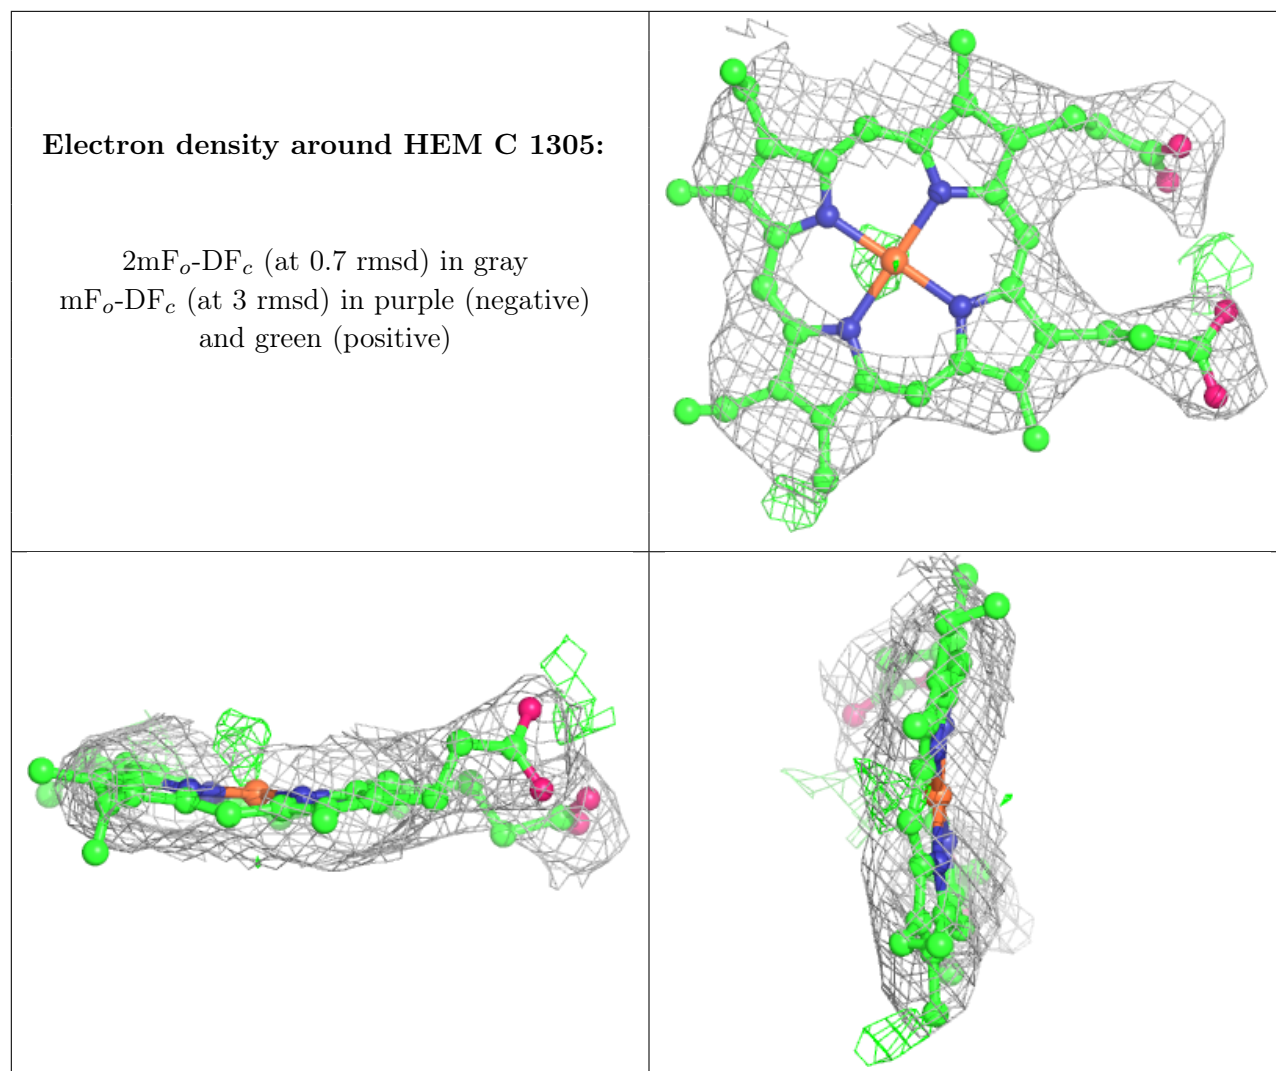 Electron density around HEM C 1305:
2mFo-DFc (at 0.7 rmsd) in gray
mFo-DFc (at 3 rmsd) in purple (negative)
and green (positive)